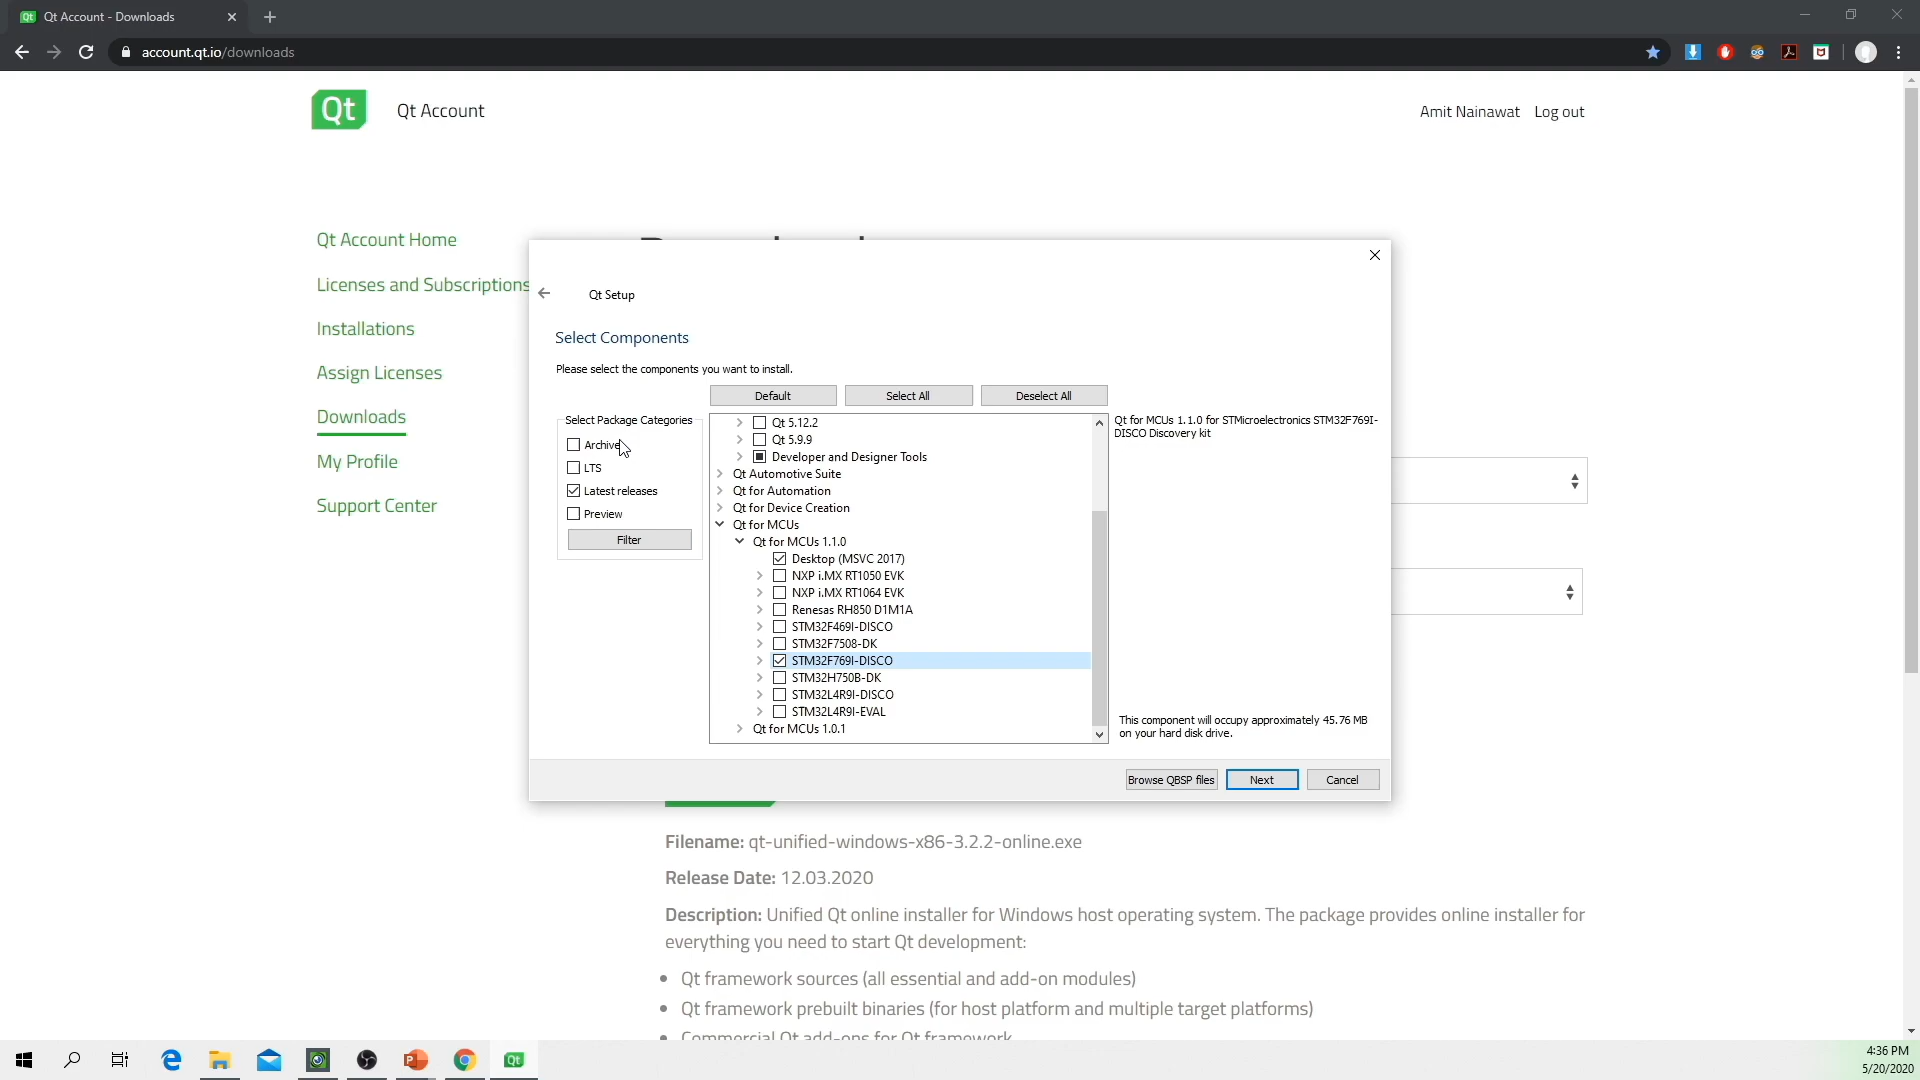 Qt Account - Downloads
account.qt.io/downloads
Qt
Qt Account
Amit Nainawat Log out
Qt Account Home
Licenses and Subscriptions
Installations
Assign Licenses
Downloads
My Profile
Support Center
Qt Setup
Select Components
Please select the components you want to install.
Default Select All Deselect All
Select Package Categories
Archive
LTS
Latest releases
Preview
Filter
Qt 5.12.2
Qt 5.9.9
Developer and Designer Tools
Qt Automotive Suite
Qt for Automation
Qt for Device Creation
Qt for MCUs
Qt for MCUs 1.1.0
Desktop (MSVC 2017)
NXP i.MX RT1050 EVK
NXP i.MX RT1064 EVK
Renesas RH850 D1M1A
STM32F469I-DISCO
STM32F7508-DK
STM32F769I-DISCO
STM32H750B-DK
STM32L4R9I-DISCO
STM32L4R9I-EVAL
Qt for MCUs 1.0.1
Qt for MCUs 1.1.0 for STMicroelectronics STM32F769I-
DISCO Discovery kit
This component will occupy approximately 45.76 MB
on your hard disk drive.
Browse QBSP files Next Cancel
Filename: qt-unified-windows-x86-3.2.2-online.exe
Release Date: 12.03.2020
Description: Unified Qt online installer for Windows host operating system. The package provides online installer for
everything you need to start Qt development:
Qt framework sources (all essential and add-on modules)
Qt framework prebuilt binaries (for host platform and multiple target platforms)
Commercial Qt add-ons for Qt framework
4:36 PM
5/20/2020